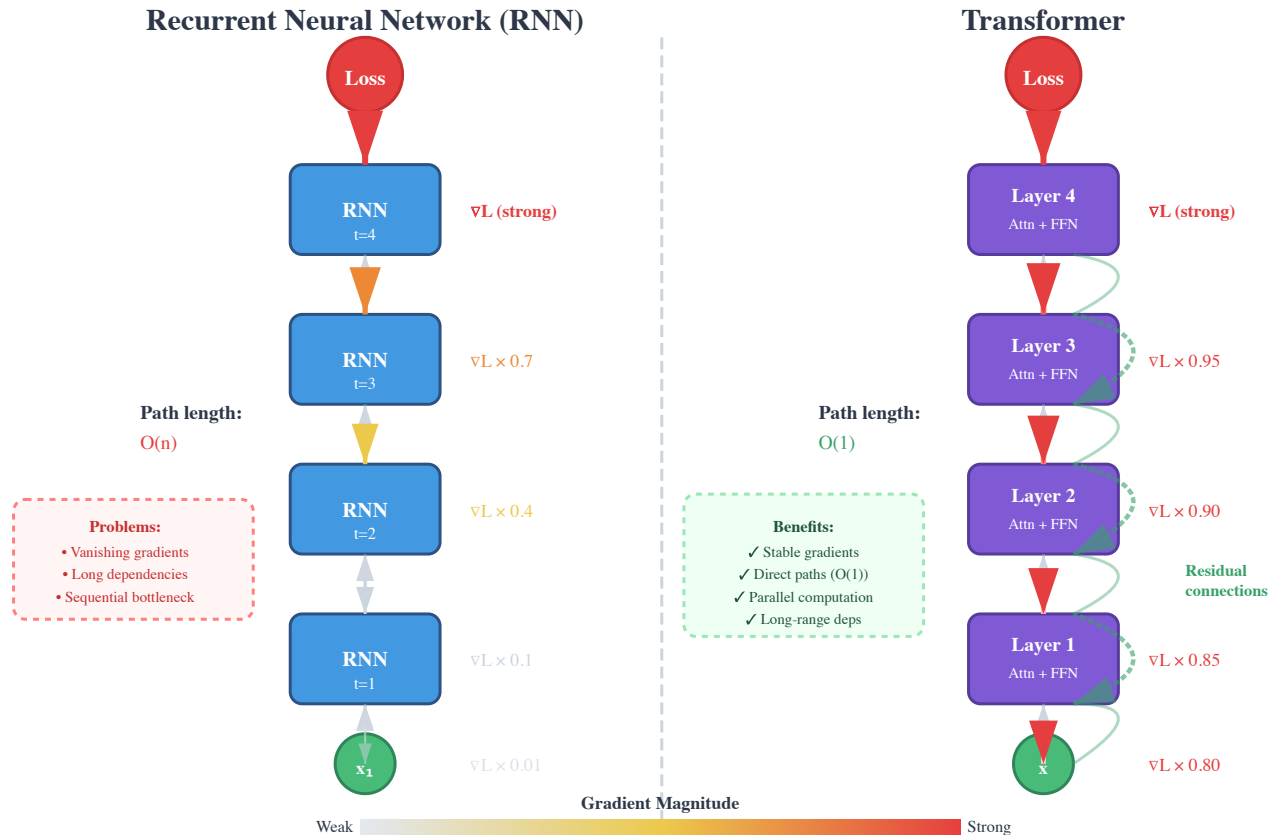 Recurrent Neural Network (RNN)
Loss
RNN
t=4
∇L (strong)
RNN
t=3
∇L × 0.7
Path length:
O(n)
RNN
t=2
∇L × 0.4
Problems:
• Vanishing gradients
• Long dependencies
• Sequential bottleneck
RNN
t=1
∇L × 0.1
x₁
∇L × 0.01
Transformer
Loss
Layer 4
Attn + FFN
∇L (strong)
Layer 3
Attn + FFN
∇L × 0.95
Path length:
O(1)
Layer 2
Attn + FFN
∇L × 0.90
Benefits:
✓ Stable gradients
✓ Direct paths (O(1))
✓ Parallel computation
✓ Long-range deps
Residual
connections
Layer 1
Attn + FFN
∇L × 0.85
x
∇L × 0.80
Gradient Magnitude
Weak
Strong